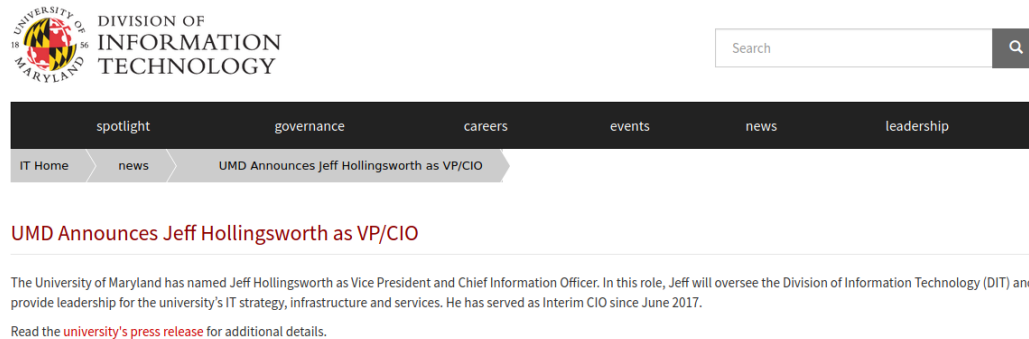 UNIVERSITY OF
18 56
MARYLAND
DIVISION OF
INFORMATION
TECHNOLOGY
Search
spotlight governance careers events news leadership
IT Home news UMD Announces Jeff Hollingsworth as VP/CIO
UMD Announces Jeff Hollingsworth as VP/CIO
The University of Maryland has named Jeff Hollingsworth as Vice President and Chief Information Officer. In this role, Jeff will oversee the Division of Information Technology (DIT) and
provide leadership for the university's IT strategy, infrastructure and services. He has served as Interim CIO since June 2017.
Read the university's press release for additional details.